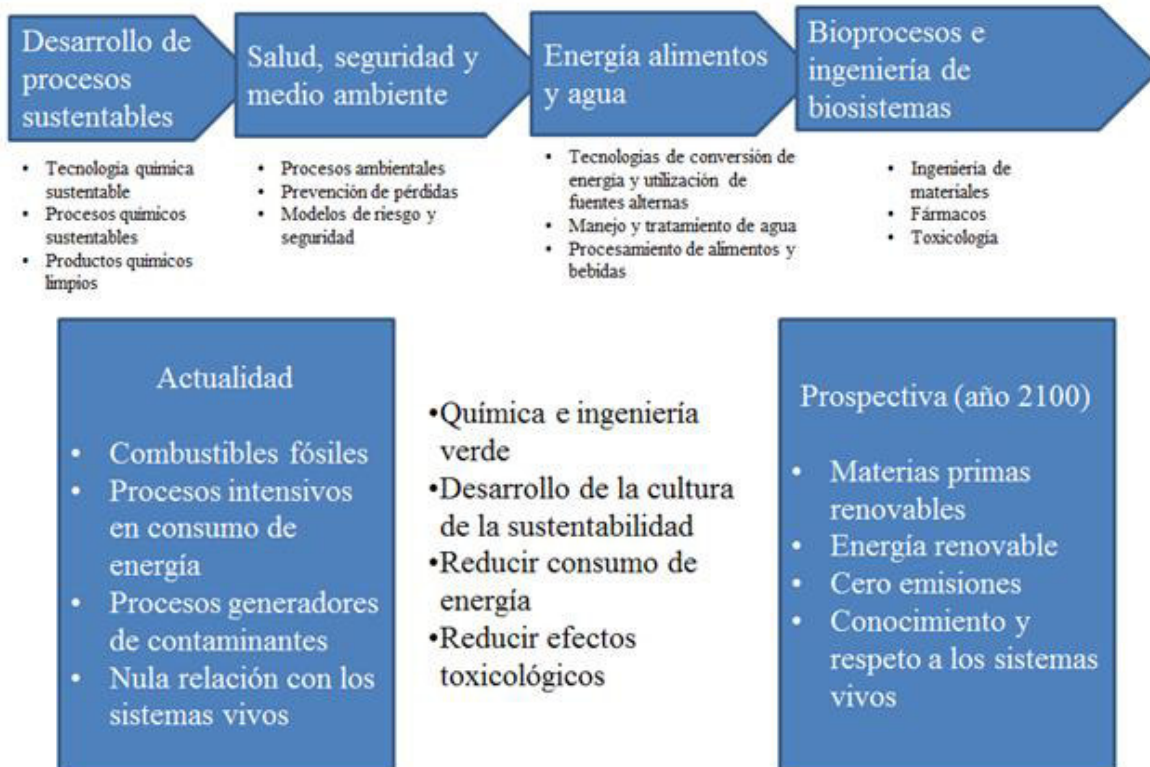 Desarrollo de
procesos
sustentables
Salud, seguridad y
medio ambiente
Energía alimentos
y agua
Bioprocesos e
ingeniería de
biosistemas
• Tecnología química
sustentable
• Procesos químicos
sustentables
• Productos químicos
limpios
• Procesos ambientales
• Prevención de pérdidas
• Modelos de riesgo y
seguridad
• Tecnologías de conversión de
energía y utilización de
fuentes alternas
• Manejo y tratamiento de agua
• Procesamiento de alimentos y
bebidas
• Ingeniería de
materiales
• Fármacos
• Toxicología
Actualidad
• Combustibles fósiles
• Procesos intensivos
en consumo de
energía
• Procesos generadores
de contaminantes
• Nula relación con los
sistemas vivos
•Química e ingeniería
verde
•Desarrollo de la cultura
de la sustentabilidad
•Reducir consumo de
energía
•Reducir efectos
toxicológicos
Prospectiva (año 2100)
• Materias primas
renovables
• Energía renovable
• Cero emisiones
• Conocimiento y
respeto a los sistemas
vivos